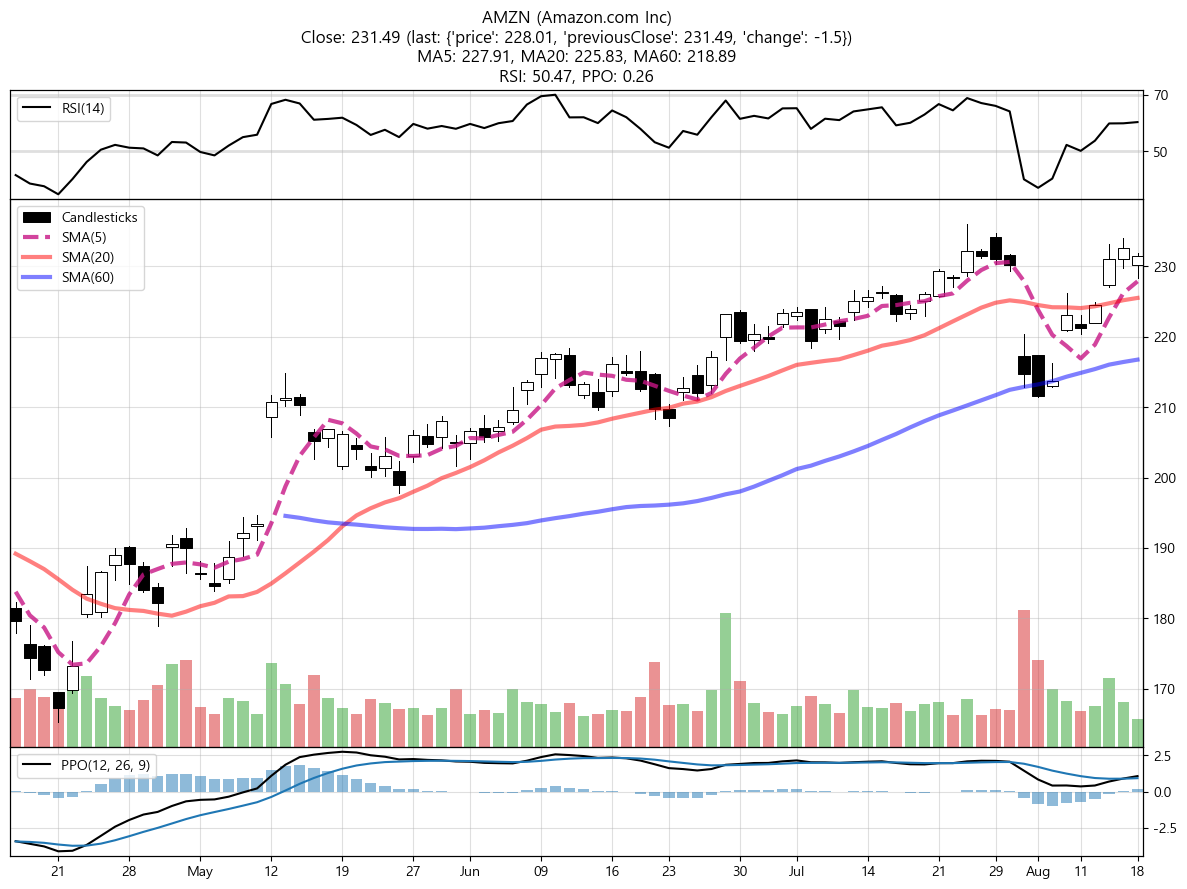 AMZN (Amazon.com Inc)
Close: 231.49 (last: {'price': 228.01, 'previousClose': 231.49, 'change': -1.5})
MA5: 227.91, MA20: 225.83, MA60: 218.89
RSI: 50.47, PPO: 0.26
RSI(14)
70
50
Candlesticks
SMA(5)
SMA(20)
SMA(60)
230
220
210
200
190
180
170
PPO(12, 26, 9)
2.5
0.0
-2.5
21 28 May 12 19 27 Jun 09 16 23 30 Jul 14 21 29 Aug 11 18